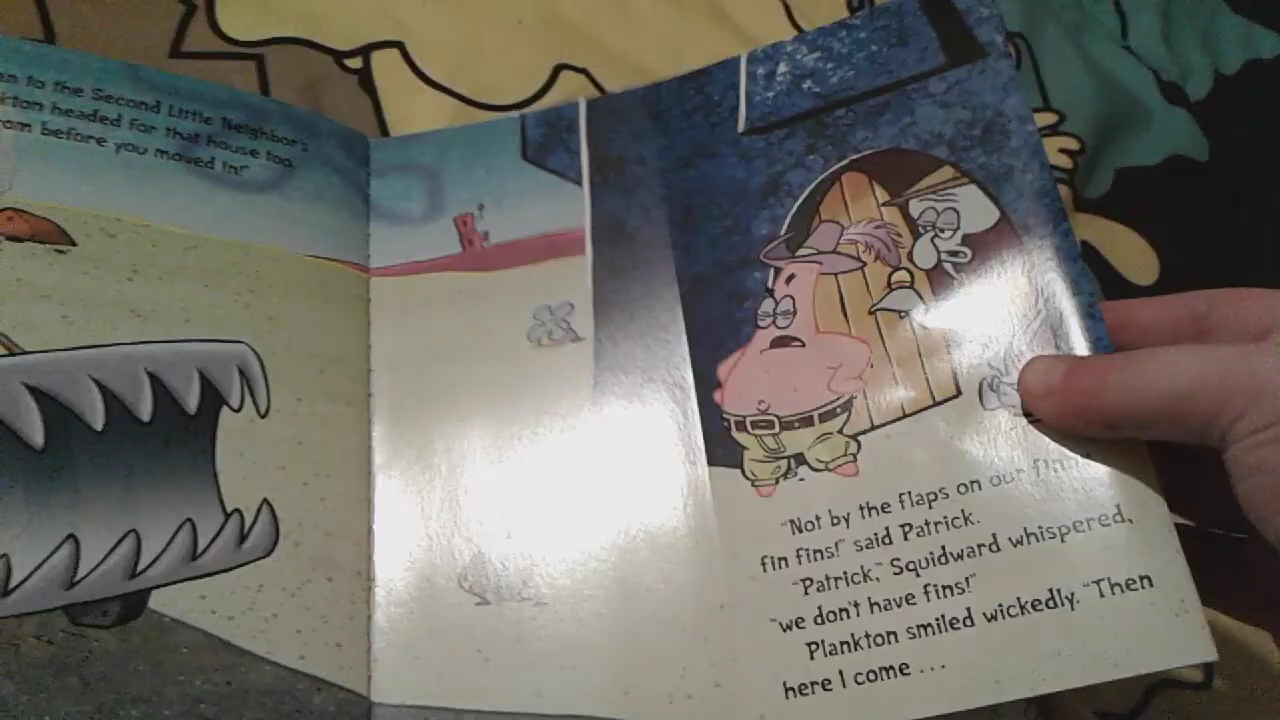 to the Second Little Neighbor's
headed for that house too.
before you moved in!"
"Not by the flaps on our fin
fin fins!" said Patrick.
"Patrick," Squidward whispered,
"we don't have fins!"
Plankton smiled wickedly. "Then
here I come ...